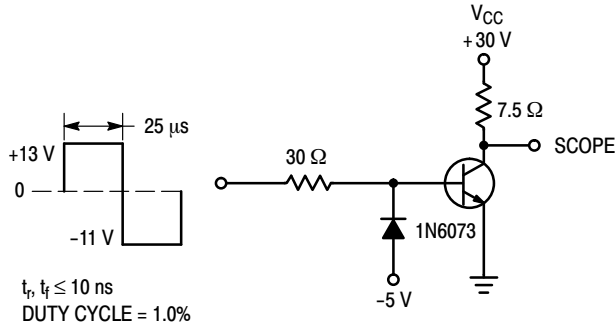 V_CC
+30 V
7.5 Ω
SCOPE
25 μs
+13 V
0
−11 V
30 Ω
1N6073
−5 V
t_r, t_f ≤ 10 ns
DUTY CYCLE = 1.0%